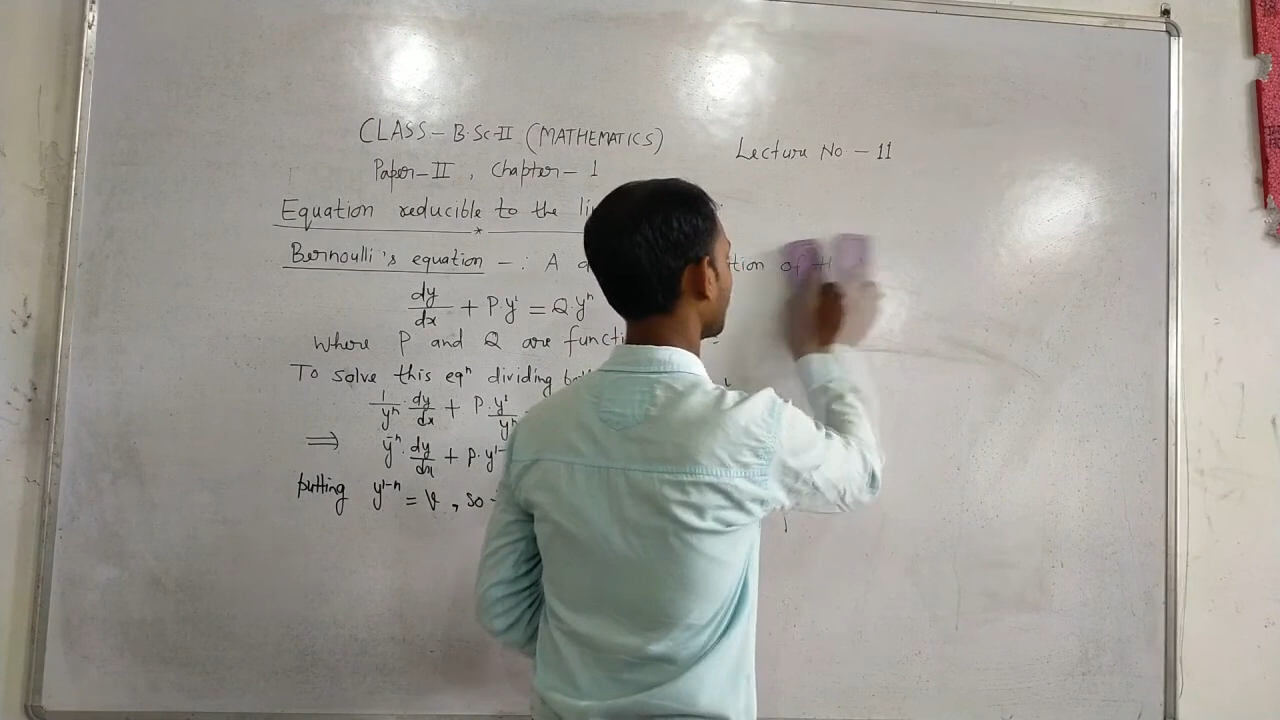 CLASS - B.Sc-II (MATHEMATICS)
Lecture No - 11
Paper-II , Chapter - 1
Equation reducible to the li
*
Bernoulli's equation - : A d tion of th
dy/dx + P y' = Q yⁿ
Where P and Q are functi
To solve this eqⁿ dividing bot
1/yⁿ · dy/dx + P · y'/yⁿ
⇒ y⁻ⁿ · dy/dx + P · y¹⁻
putting y¹⁻ⁿ = v , so